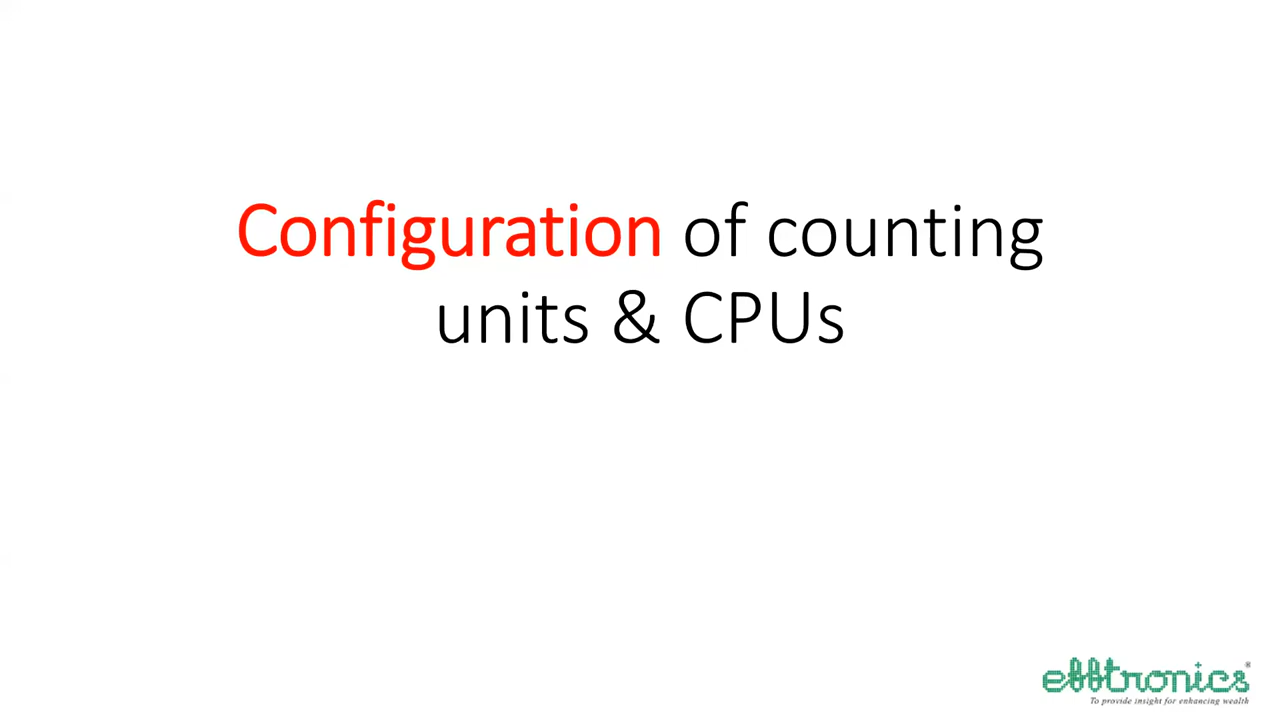 Configuration of counting
units & CPUs
efftronics®
To provide insight for enhancing wealth